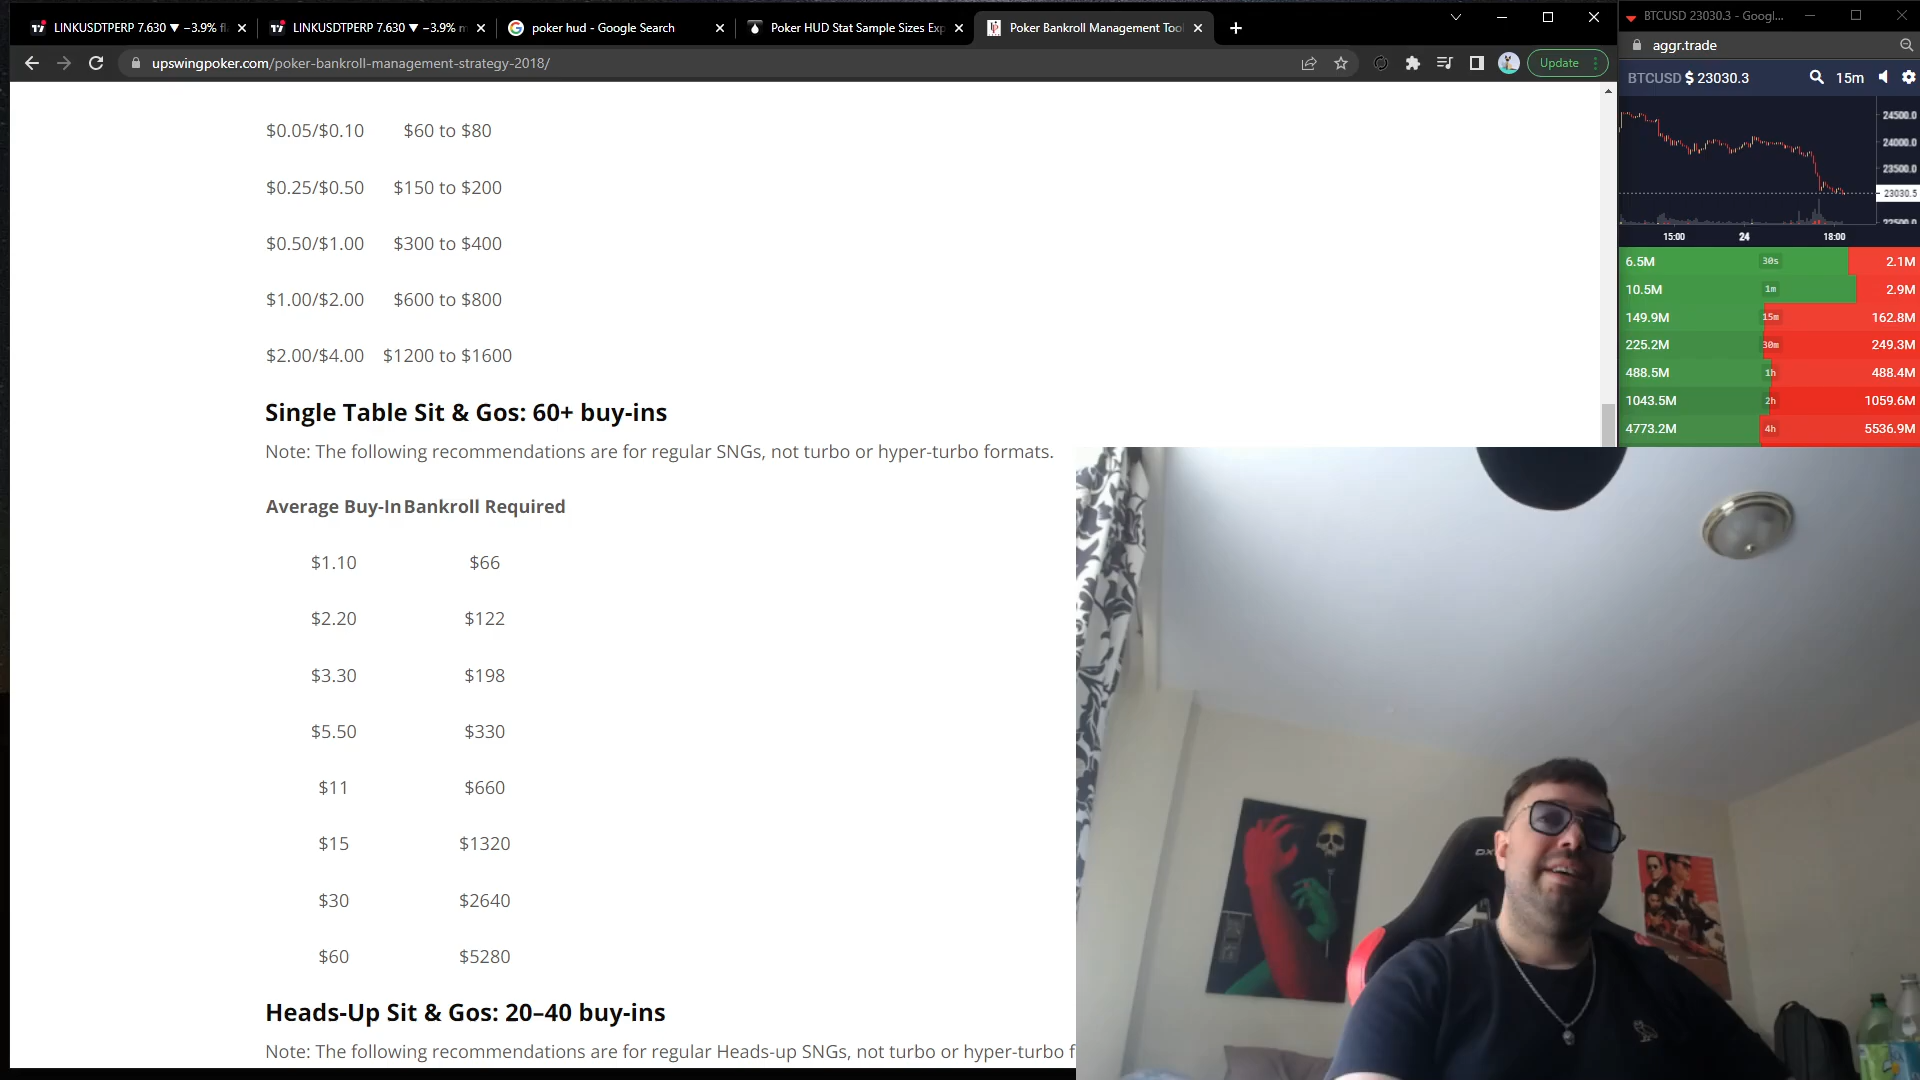 LINKUSDTPERP 7.630 ▼ −3.9%
LINKUSDTPERP 7.630 ▼ −3.9%
poker hud - Google Search
Poker HUD Stat Sample Sizes Exp
Poker Bankroll Management Tool
upswingpoker.com/poker-bankroll-management-strategy-2018/
Update
$0.05/$0.10 $60 to $80
$0.25/$0.50 $150 to $200
$0.50/$1.00 $300 to $400
$1.00/$2.00 $600 to $800
$2.00/$4.00 $1200 to $1600
Single Table Sit & Gos: 60+ buy-ins
Note: The following recommendations are for regular SNGs, not turbo or hyper-turbo formats.
Average Buy-In Bankroll Required
$1.10 $66
$2.20 $122
$3.30 $198
$5.50 $330
$11 $660
$15 $1320
$30 $2640
$60 $5280
Heads-Up Sit & Gos: 20–40 buy-ins
Note: The following recommendations are for regular Heads-up SNGs, not turbo or hyper-turbo f
BTCUSD 23030.3 - Googl...
aggr.trade
BTCUSD $ 23030.3 15m
24500.0
24000.0
23500.0
23030.5
22500.0
15:00 24 18:00
6.5M 30s 2.1M
10.5M 1m 2.9M
149.9M 15m 162.8M
225.2M 30m 249.3M
488.5M 1h 488.4M
1043.5M 2h 1059.6M
4773.2M 4h 5536.9M